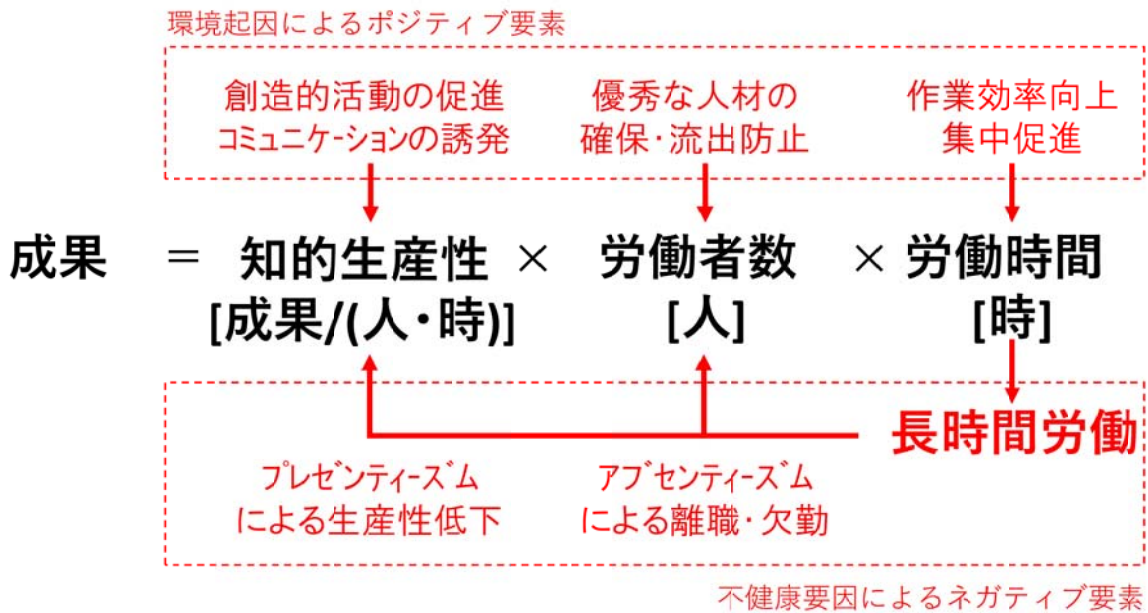 環境起因によるポジティブ要素
創造的活動の促進
コミュニケーションの誘発
優秀な人材の
確保・流出防止
作業効率向上
集中促進
成果 = 知的生産性 × 労働者数 × 労働時間
[成果/(人・時)] [人] [時]
長時間労働
プレゼンティーズム
による生産性低下
アブセンティーズム
による離職・欠勤
不健康要因によるネガティブ要素